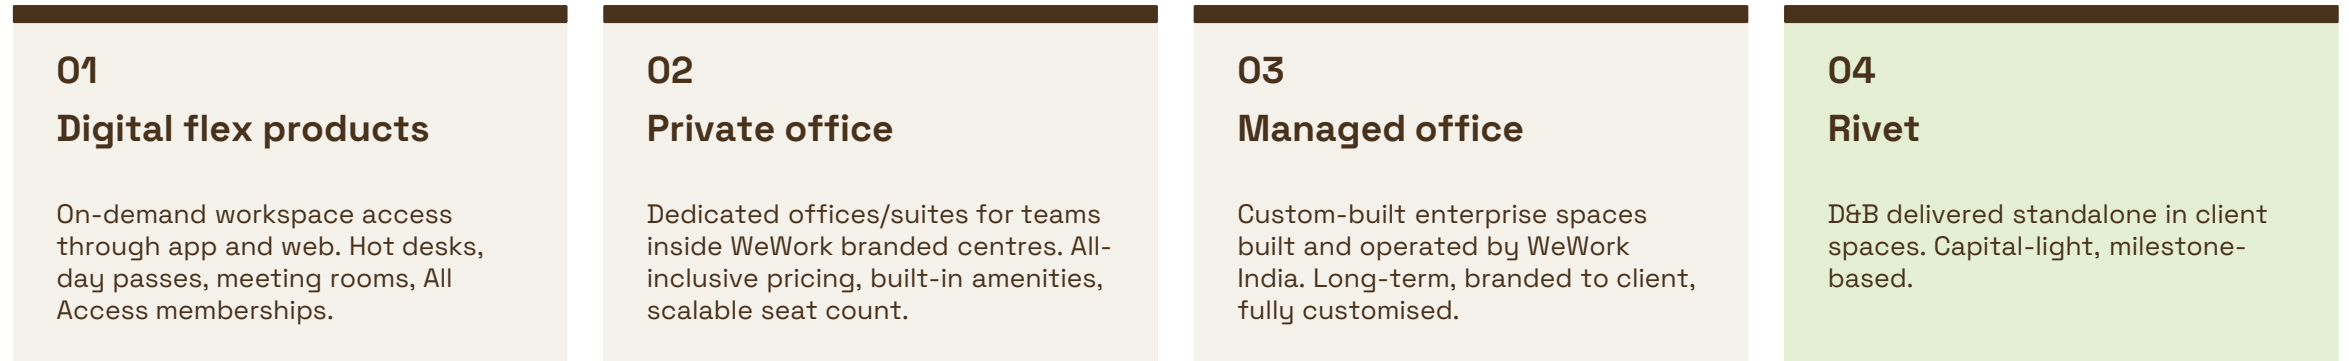 01
Digital flex products
On-demand workspace access
through app and web. Hot desks,
day passes, meeting rooms, All
Access memberships.
02
Private office
Dedicated offices/suites for teams
inside WeWork branded centres. All-
inclusive pricing, built-in amenities,
scalable seat count.
03
Managed office
Custom-built enterprise spaces
built and operated by WeWork
India. Long-term, branded to client,
fully customised.
04
Rivet
D&B delivered standalone in client
spaces. Capital-light, milestone-
based.